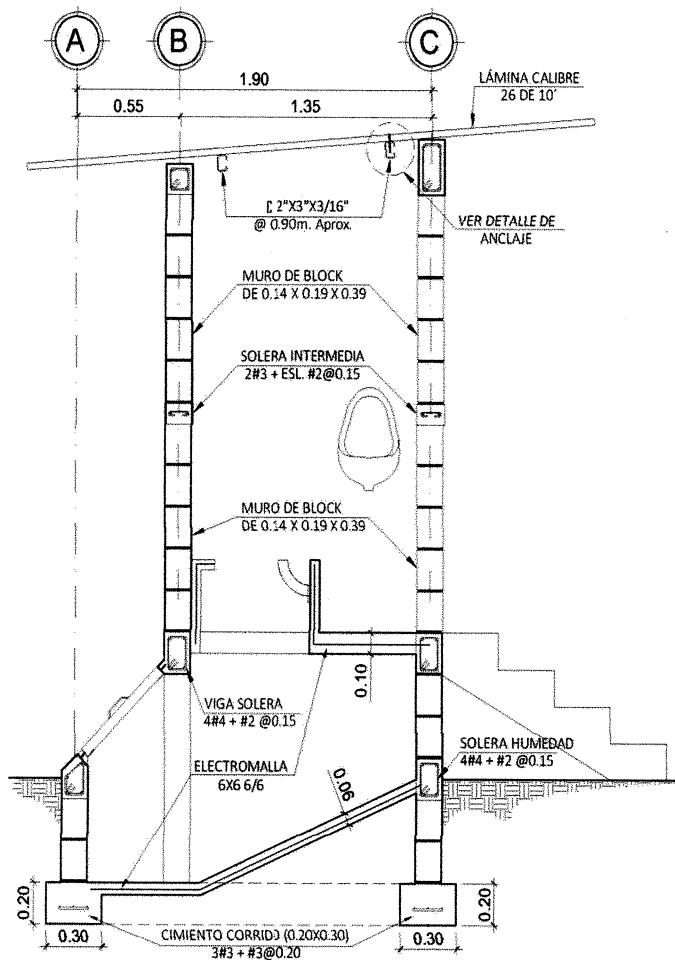 A
B
C
1.90
0.55
1.35
LÁMINA CALIBRE
26 DE 10'
[ 2"X3"X3/16"
@ 0.90m. Aprox.
VER DETALLE DE
ANCLAJE
MURO DE BLOCK
DE 0.14 X 0.19 X 0.39
SOLERA INTERMEDIA
2#3 + ESL. #2@0.15
MURO DE BLOCK
DE 0.14 X 0.19 X 0.39
0.10
VIGA SOLERA
4#4 + #2 @0.15
SOLERA HUMEDAD
4#4 + #2 @0.15
ELECTROMALLA
6X6 6/6
0.06
0.20
0.20
0.30
CIMIENTO CORRIDO (0.20X0.30)
3#3 + #3@0.20
0.30